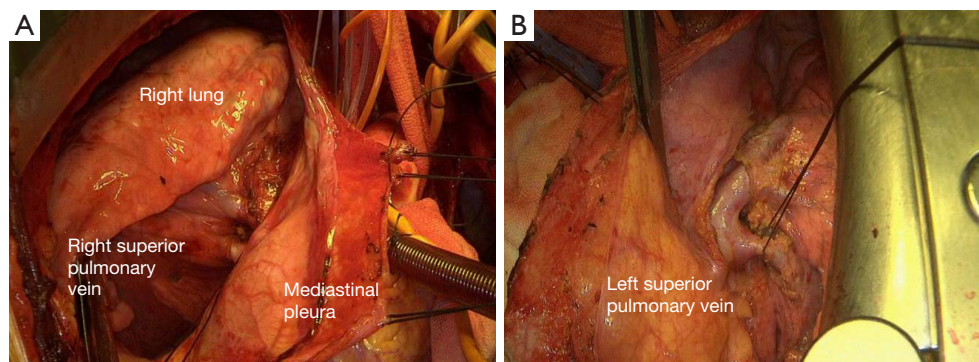 A
Right lung
Right superior
pulmonary
vein
Mediastinal
pleura
B
Left superior
pulmonary vein